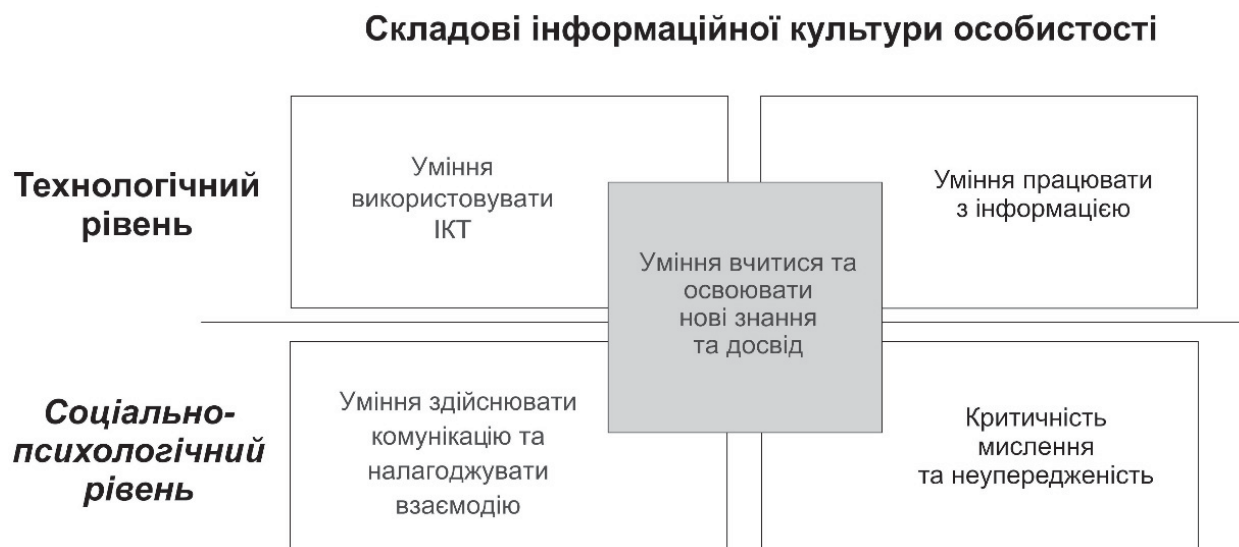 Складові інформаційної культури особистості
Технологічний
рівень
Уміння
використовувати
ІКТ
Уміння працювати
з інформацією
Уміння вчитися та
освоювати
нові знання
та досвід
Соціально-
психологічний
рівень
Уміння здійснювати
комунікацію та
налагоджувати
взаємодію
Критичність
мислення
та неупередженість